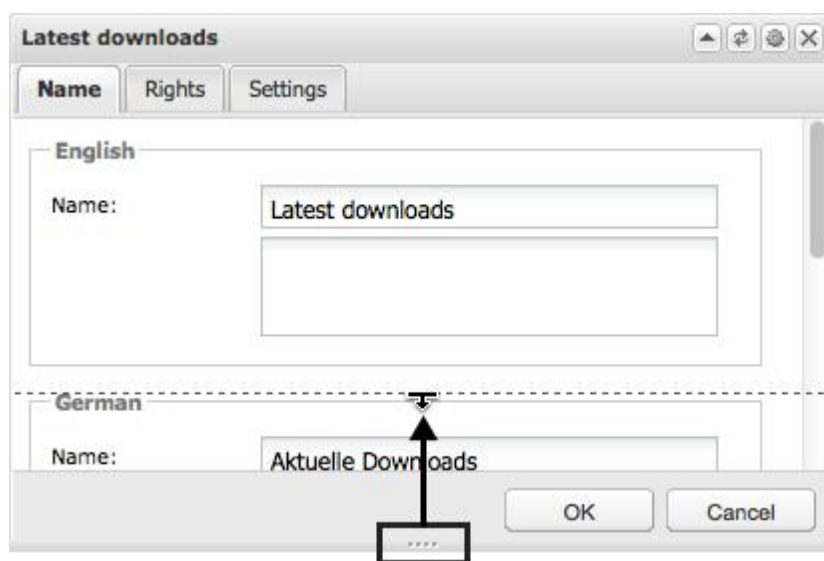 Latest downloads
Name Rights Settings
English
Name: Latest downloads
German
Name: Aktuelle Downloads
OK Cancel